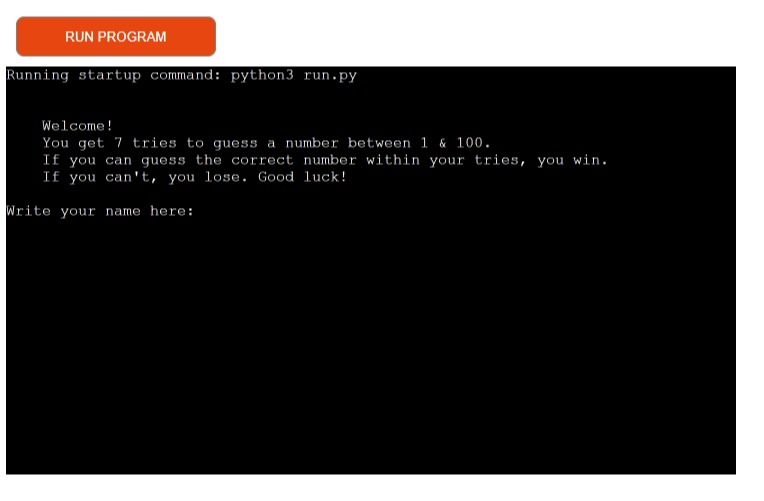 RUN PROGRAM
Running startup command: python3 run.py
Welcome!
You get 7 tries to guess a number between 1 & 100.
If you can guess the correct number within your tries, you win.
If you can't, you lose. Good luck!
Write your name here: